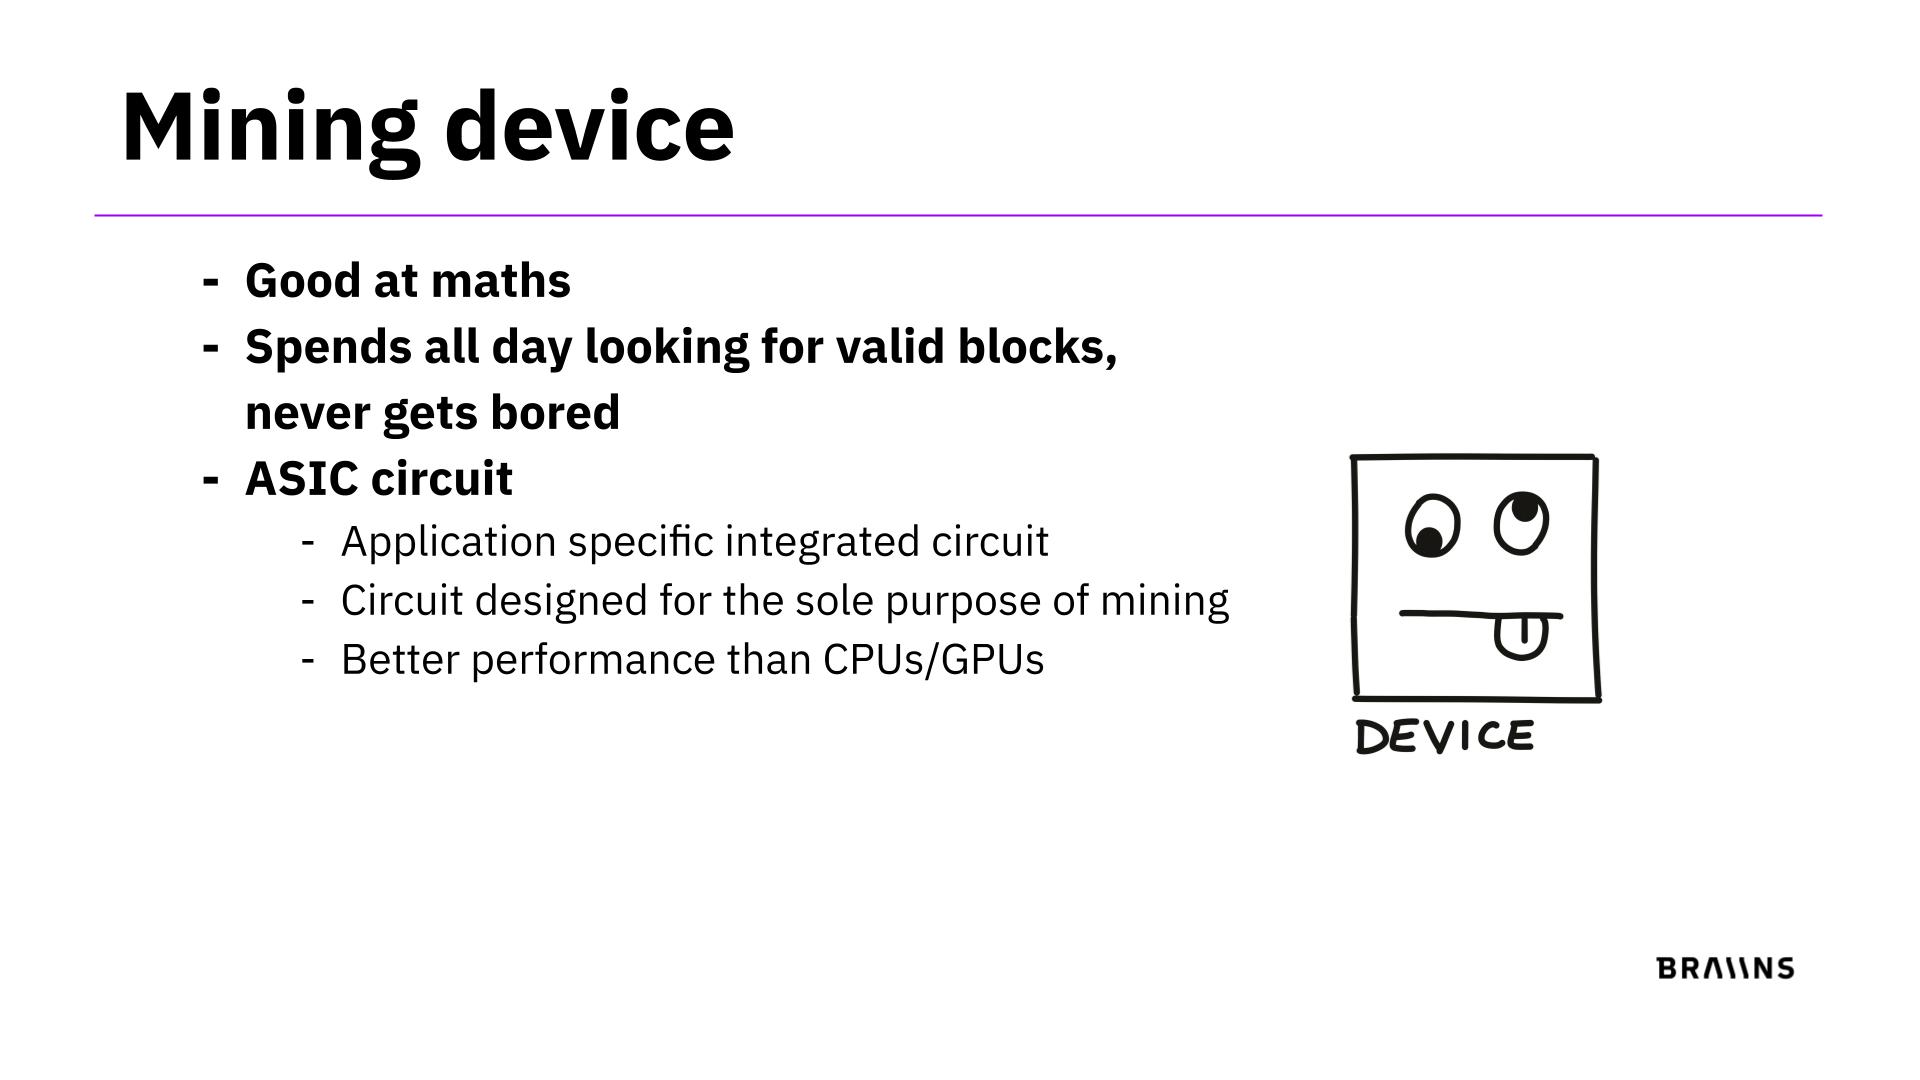 Mining device
- Good at maths
- Spends all day looking for valid blocks,
never gets bored
- ASIC circuit
- Application specific integrated circuit
- Circuit designed for the sole purpose of mining
- Better performance than CPUs/GPUs
DEVICE
BRAIINS